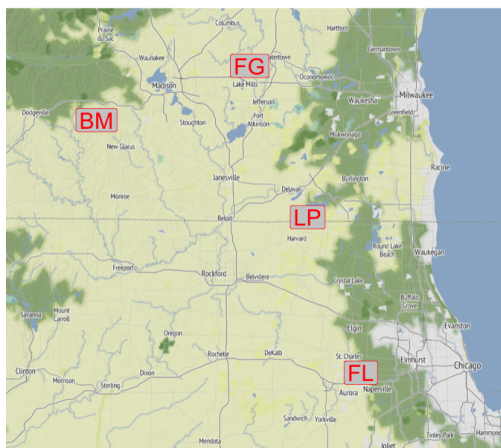 Columbus
Hartford
Prairie
du Sac
Waunakee
Germantown
FG
tertown
Oconomowoc
Madison
Lake Mills
Milwaukee
Waukesha
Jefferson
Dodgeville
BM
Greenfield
Stoughton
Fort
Atkinson
Mukwonago
New Glarus
Racine
Janesville
Burlington
Delavan
Monroe
LP
Beloit
Harvard
Round Lake
Beach
Waukegan
Freeport
Rockford
Belvidere
Crystal Lake
Buffalo
Grove
Savanna
Mount
Carroll
Elgin
Evanston
Oregon
Rochelle
DeKalb
St. Charles
Elmhurst
Chicago
Clinton
Dixon
FL
Morrison
Sterling
Aurora
Naperville
Sandwich
Yorkville
Tinley Park
Hammon
Mendota
Joliet